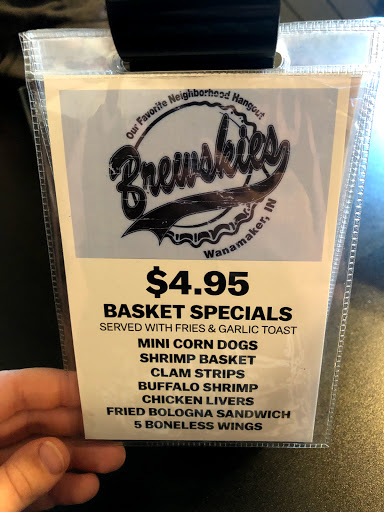 Our Favorite Neighborhood Hangout
Brewskies
Wanamaker, IN
$4.95
BASKET SPECIALS
SERVED WITH FRIES & GARLIC TOAST
MINI CORN DOGS
SHRIMP BASKET
CLAM STRIPS
BUFFALO SHRIMP
CHICKEN LIVERS
FRIED BOLOGNA SANDWICH
5 BONELESS WINGS